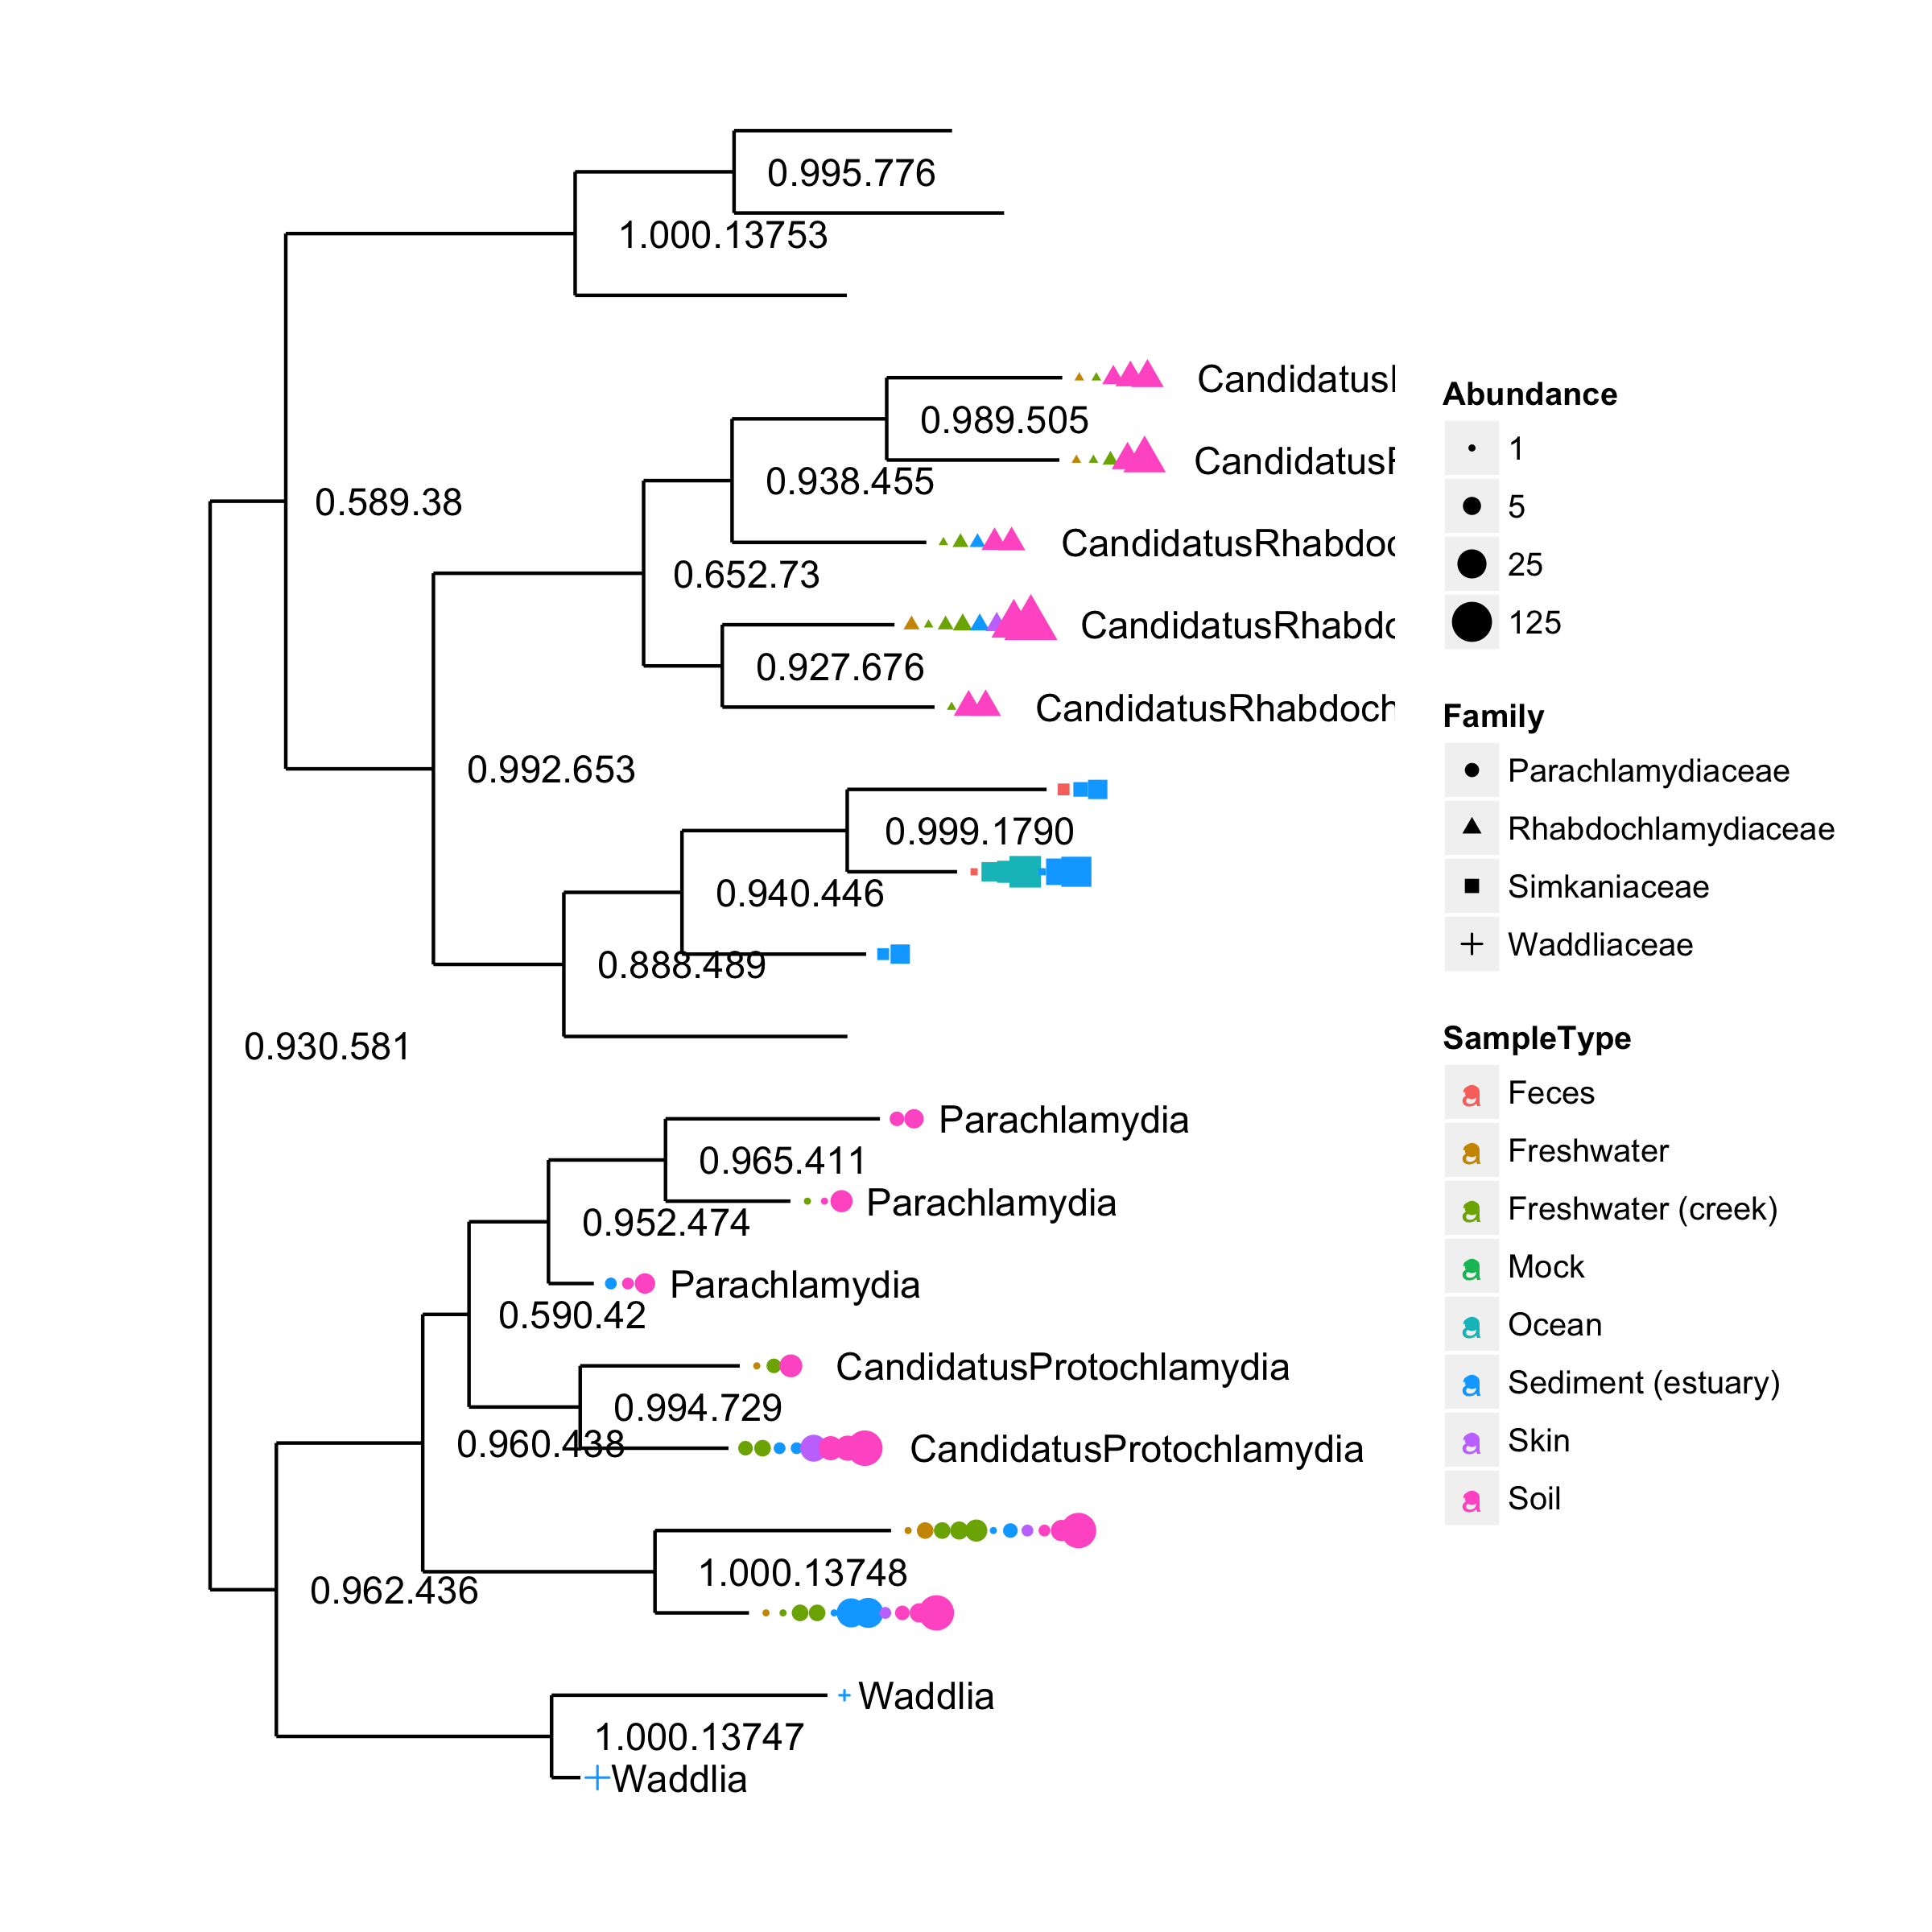 0.995.776
1.000.13753
CandidatusI
0.989.505
CandidatusF
0.938.455
0.589.38
CandidatusRhabdoc
0.652.73
CandidatusRhabdc
0.927.676
CandidatusRhabdoch
0.992.653
0.999.1790
0.940.446
0.888.489
0.930.581
Parachlamydia
0.965.411
Parachlamydia
0.952.474
Parachlamydia
0.590.42
CandidatusProtochlamydia
0.994.729
0.960.438
CandidatusProtochlamydia
1.000.13748
0.962.436
Waddlia
1.000.13747
Waddlia
Abundance
1
5
25
125
Family
Parachlamydiaceae
Rhabdochlamydiaceae
Simkaniaceae
Waddliaceae
SampleType
a Feces
a Freshwater
a Freshwater (creek)
a Mock
a Ocean
a Sediment (estuary)
a Skin
a Soil